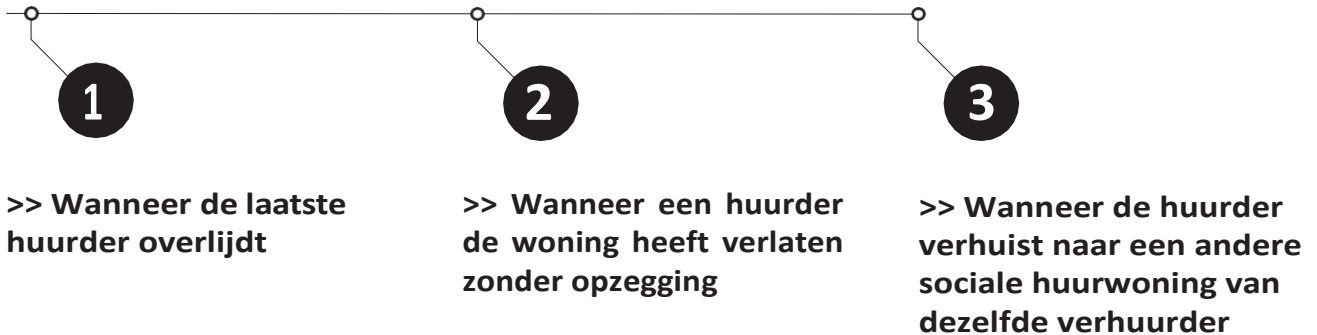 1
>> Wanneer de laatste
huurder overlijdt
2
>> Wanneer een huurder
de woning heeft verlaten
zonder opzegging
3
>> Wanneer de huurder
verhuist naar een andere
sociale huurwoning van
dezelfde verhuurder